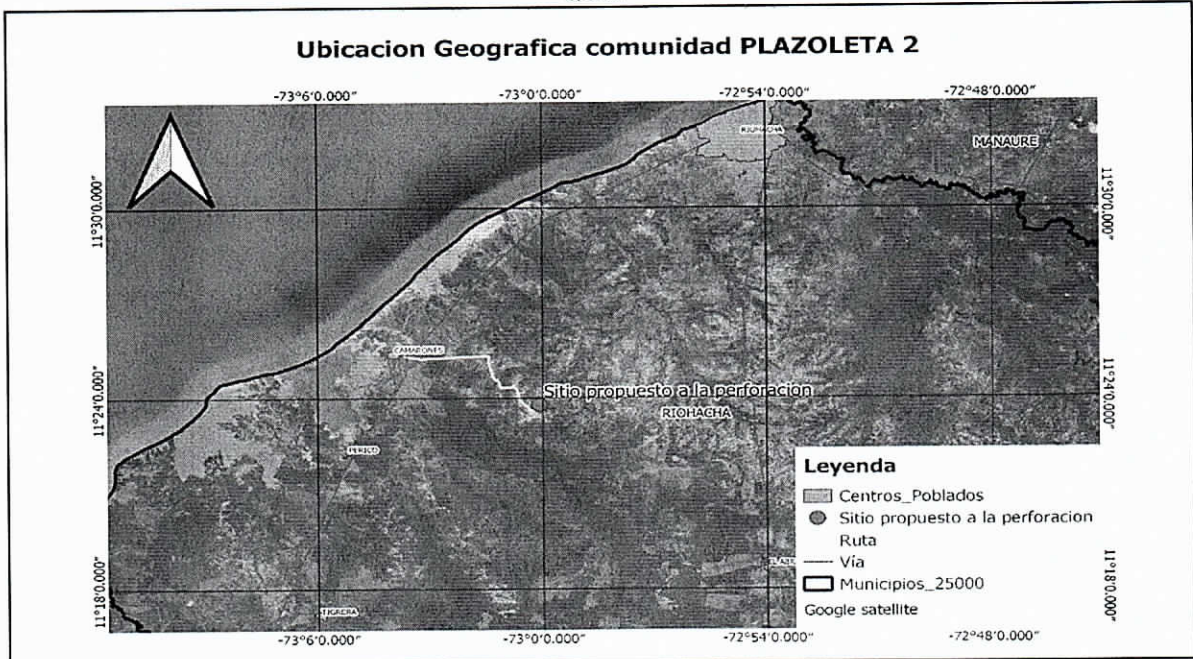 Ubicacion Geografica comunidad PLAZOLETA 2
-73°6'0.000"
-73°0'0.000"
-72°54'0.000"
-72°48'0.000"
RIOHACHA
MANAURE
11°30'0.000"
11°30'0.000"
CAMARONES
Sitio propuesto a la perforacion
RIOHACHA
11°24'0.000"
11°24'0.000"
PERICO
Leyenda
Centros_Poblados
Sitio propuesto a la perforacion
Ruta
Vía
Municipios_25000
Google satellite
11°18'0.000"
11°18'0.000"
TIGRERA
-73°6'0.000"
-73°0'0.000"
-72°54'0.000"
-72°48'0.000"